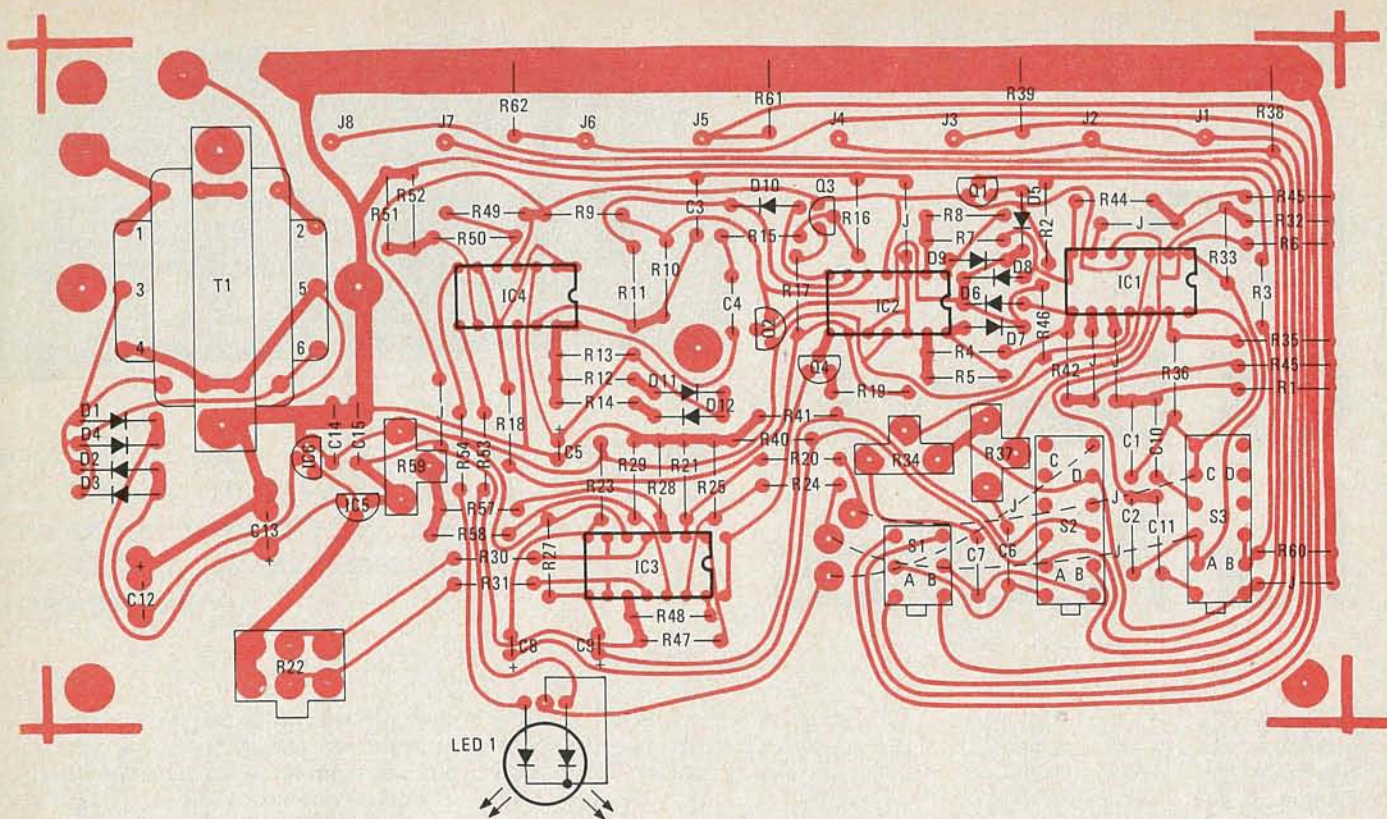 R62
R61
R39
R38
J8
J7
J6
J5
J4
J3
J2
J1
R51
R52
R49
R50
R9
C3
D10
Q3
R15
R16
J
Q1
D5
R8
R7
R2
R44
J
R45
R32
R6
R33
1
2
3
T1
5
4
6
IC4
R11
R10
C4
Q2
R17
IC2
D9
D8
D6
D7
R46
IC1
R3
R13
R12
R14
D11
D12
Q4
R4
R5
R19
R42
J
J
R36
R35
R45
R1
D1
D4
D2
D3
IC6
C14
C15
R59
IC5
J
R54
R53
R18
C5
+
R41
R40
R29
R21
R23
R28
R25
R20
R24
R34
R37
C
D
J
J
C1
C10
C D
C13
+
R57
R58
R27
R30
R31
IC3
S1
A B
C7
C6
S2
A B
J
C2
C11
S3
A B
R60
J
+
C12
R48
R47
R22
C8
+
C9
+
LED 1